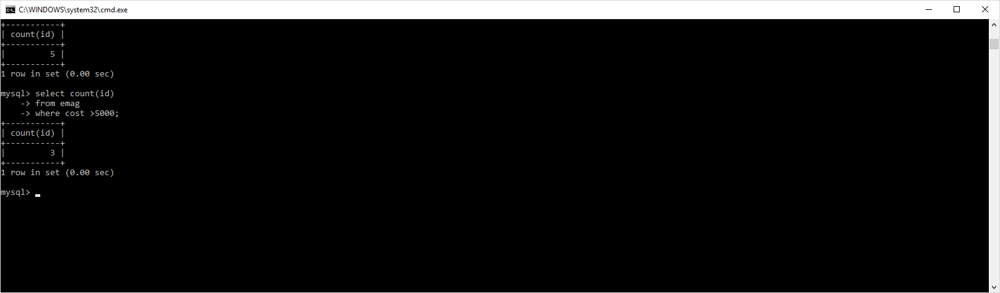 C:\WINDOWS\system32\cmd.exe
+-----------+
| count(id) |
+-----------+
|         5 |
+-----------+
1 row in set (0.00 sec)
mysql> select count(id)
    -> from emag
    -> where cost >5000;
+-----------+
| count(id) |
+-----------+
|         3 |
+-----------+
1 row in set (0.00 sec)
mysql>